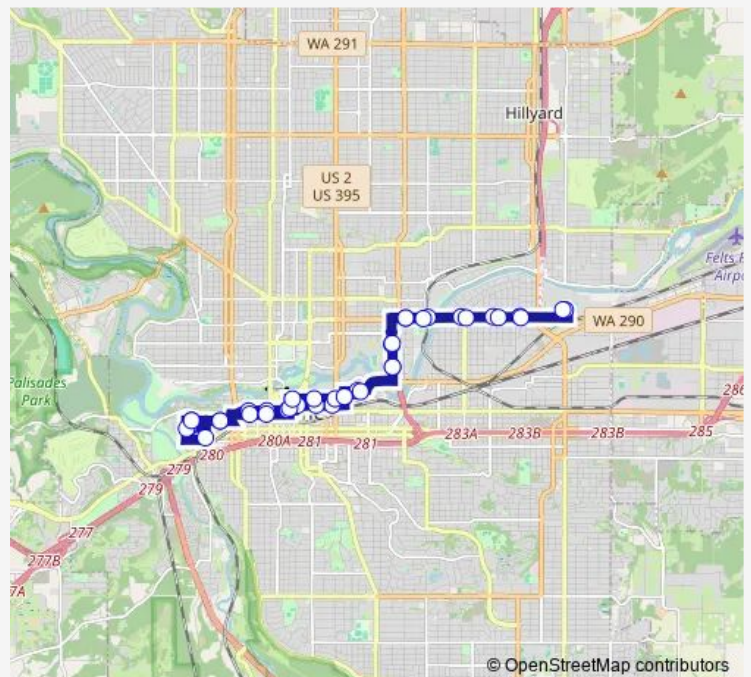 WA 291
Hillyard
US 2
US 395
Felts F
Airpo
WA 290
Palisades
Park
286
280A
281
281
283A
283B
283B
285
280
279
279
277
277B
7A
© OpenStreetMap contributors